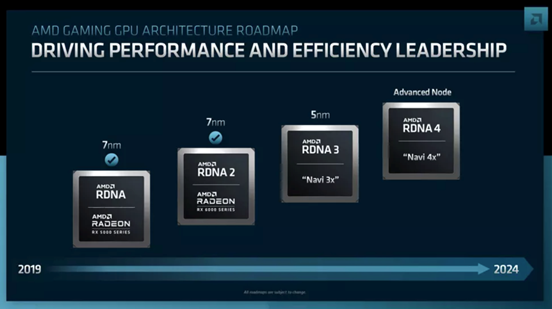 AMD GAMING GPU ARCHITECTURE ROADMAP
DRIVING PERFORMANCE AND EFFICIENCY LEADERSHIP
7nm
AMD
RDNA
AMD
RADEON
RX 5000 SERIES
7nm
AMD
RDNA 2
AMD
RADEON
RX 6000 SERIES
5nm
AMD
RDNA 3
“Navi 3x”
Advanced Node
AMD
RDNA 4
“Navi 4x”
2019
2024
All roadmaps are subject to change.